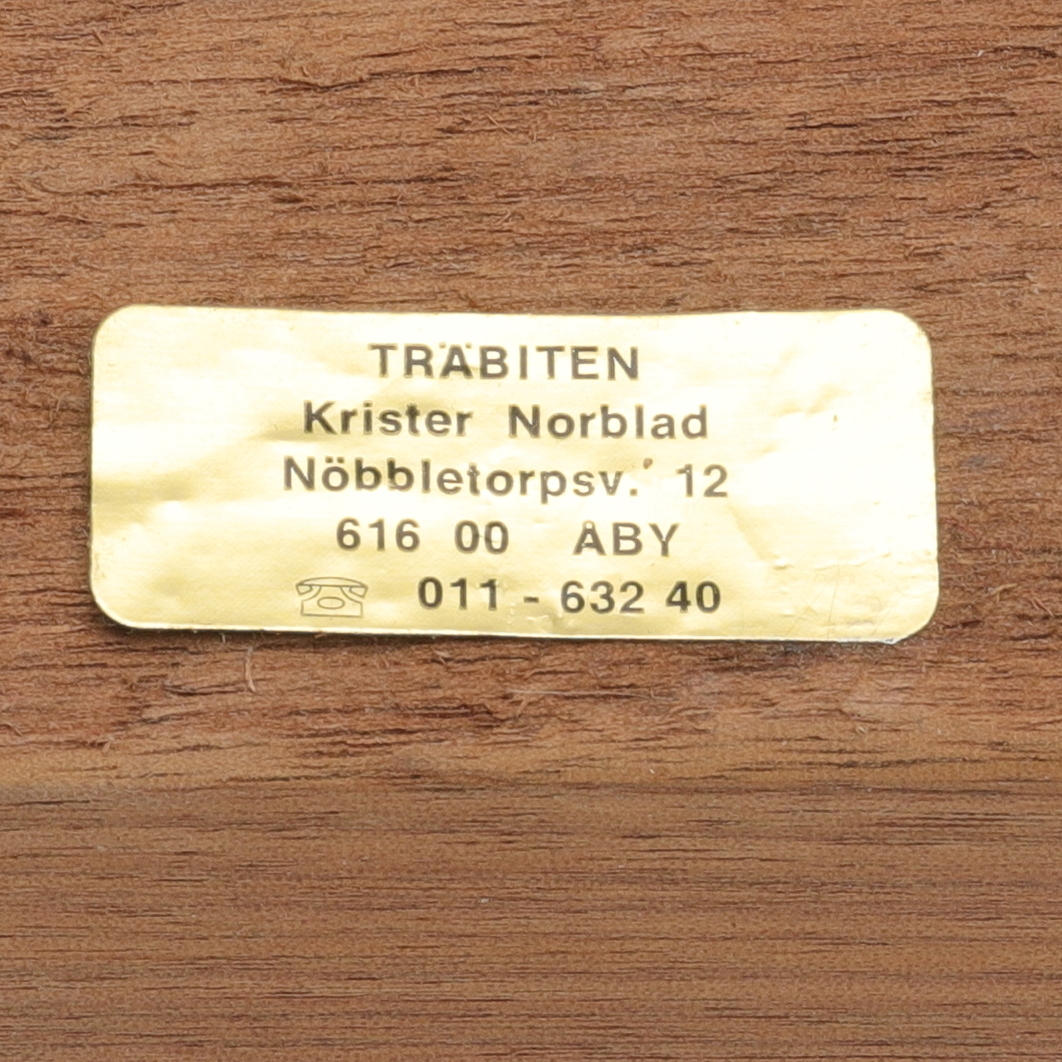 TRÄBITEN
Krister Norblad
Nöbbletorpsv. 12
616 00 ÅBY
011 - 632 40